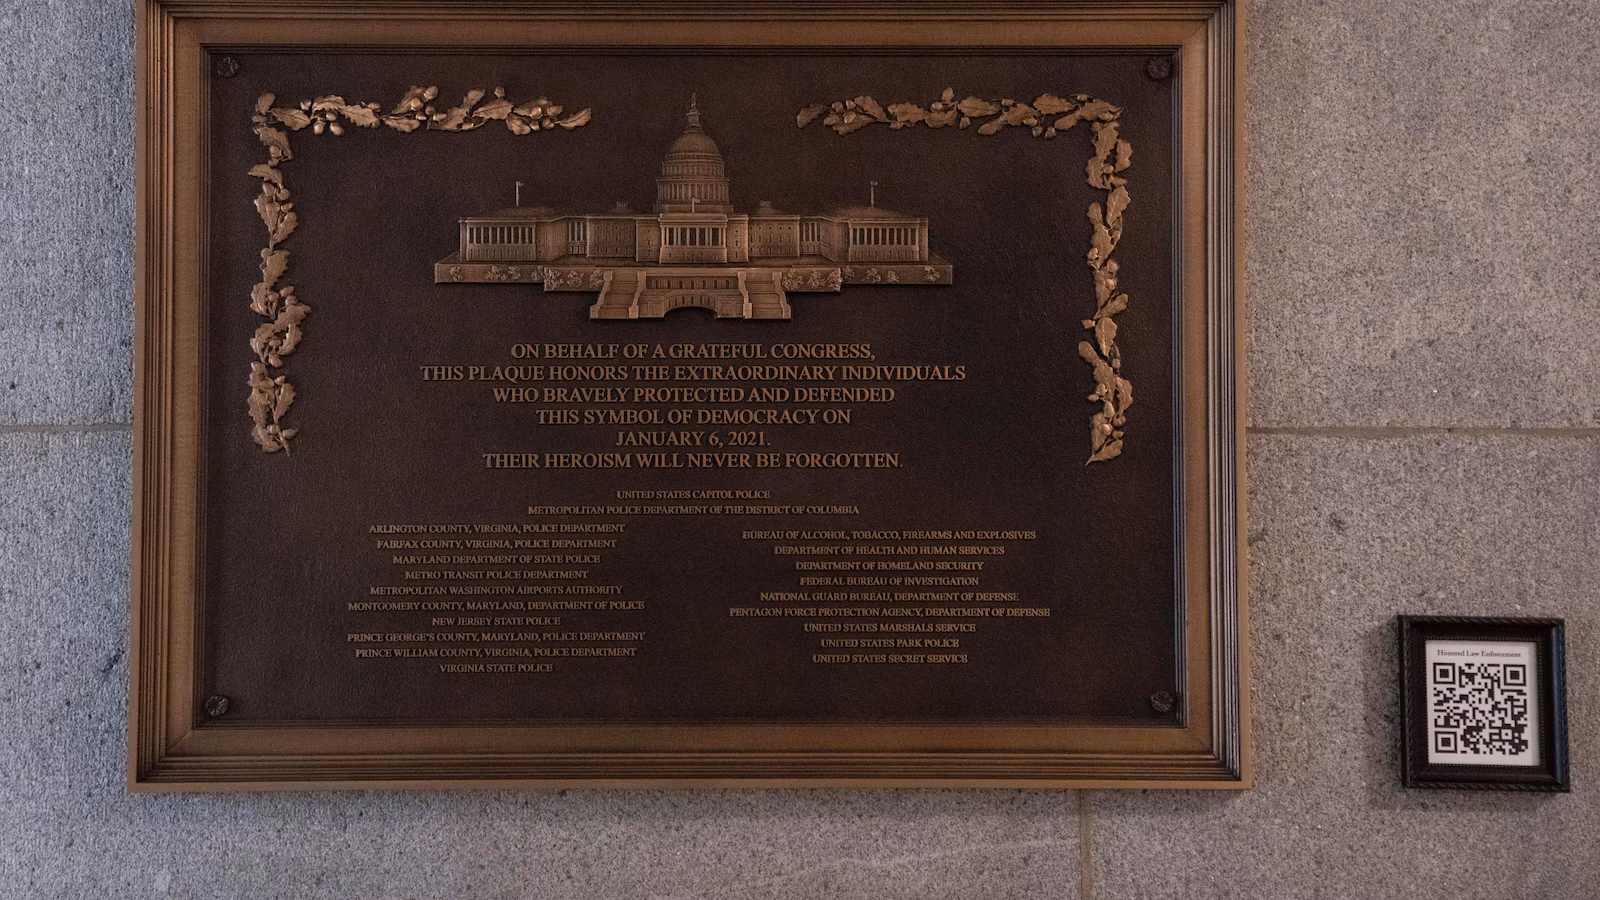 ON BEHALF OF A GRATEFUL CONGRESS,
THIS PLAQUE HONORS THE EXTRAORDINARY INDIVIDUALS
WHO BRAVELY PROTECTED AND DEFENDED
THIS SYMBOL OF DEMOCRACY ON
JANUARY 6, 2021.
THEIR HEROISM WILL NEVER BE FORGOTTEN.
UNITED STATES CAPITOL POLICE
METROPOLITAN POLICE DEPARTMENT OF THE DISTRICT OF COLUMBIA
ARLINGTON COUNTY, VIRGINIA, POLICE DEPARTMENT
FAIRFAX COUNTY, VIRGINIA, POLICE DEPARTMENT
MARYLAND DEPARTMENT OF STATE POLICE
METRO TRANSIT POLICE DEPARTMENT
METROPOLITAN WASHINGTON AIRPORTS AUTHORITY
MONTGOMERY COUNTY, MARYLAND, DEPARTMENT OF POLICE
NEW JERSEY STATE POLICE
PRINCE GEORGE'S COUNTY, MARYLAND, POLICE DEPARTMENT
PRINCE WILLIAM COUNTY, VIRGINIA, POLICE DEPARTMENT
VIRGINIA STATE POLICE
BUREAU OF ALCOHOL, TOBACCO, FIREARMS AND EXPLOSIVES
DEPARTMENT OF HEALTH AND HUMAN SERVICES
DEPARTMENT OF HOMELAND SECURITY
FEDERAL BUREAU OF INVESTIGATION
NATIONAL GUARD BUREAU, DEPARTMENT OF DEFENSE
PENTAGON FORCE PROTECTION AGENCY, DEPARTMENT OF DEFENSE
UNITED STATES MARSHALS SERVICE
UNITED STATES PARK POLICE
UNITED STATES SECRET SERVICE
Honored Law Enforcement